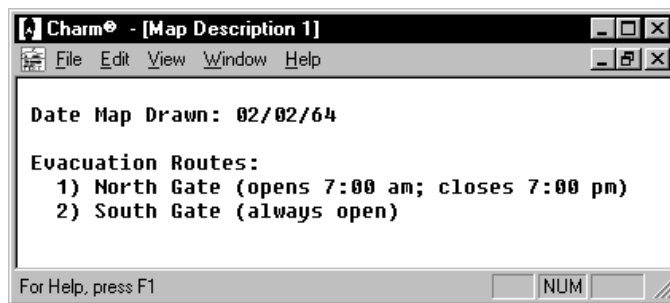 Charm® - [Map Description 1]
File Edit View Window Help
Date Map Drawn: 02/02/64
Evacuation Routes:
1) North Gate (opens 7:00 am; closes 7:00 pm)
2) South Gate (always open)
For Help, press F1 NUM